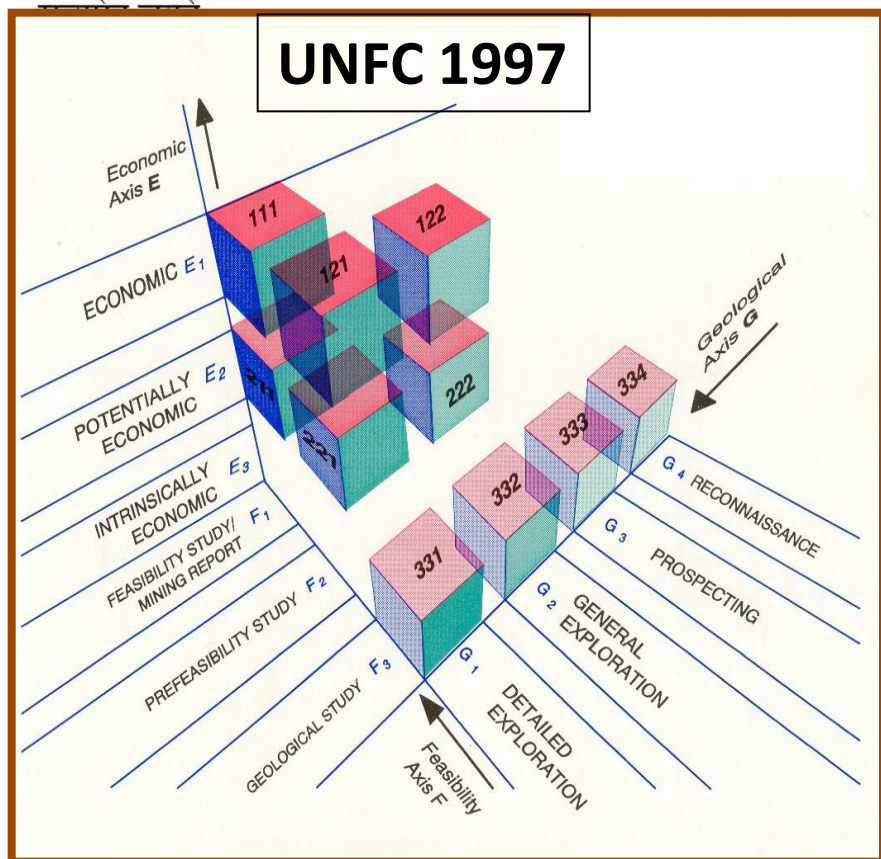 UNFC 1997
Economic
Axis E
ECONOMIC E1
POTENTIALLY
ECONOMIC
E2
INTRINSICALLY
ECONOMIC
E3
FEASIBILITY STUDY/
MINING REPORT
F1
PREFEASIBILITY STUDY F2
GEOLOGICAL STUDY F3
Feasibility
Axis F
111
121
122
211
221
222
331
332
333
334
Geological
Axis G
G4 RECONNAISSANCE
G3 PROSPECTING
G2 GENERAL
EXPLORATION
G1 DETAILED
EXPLORATION